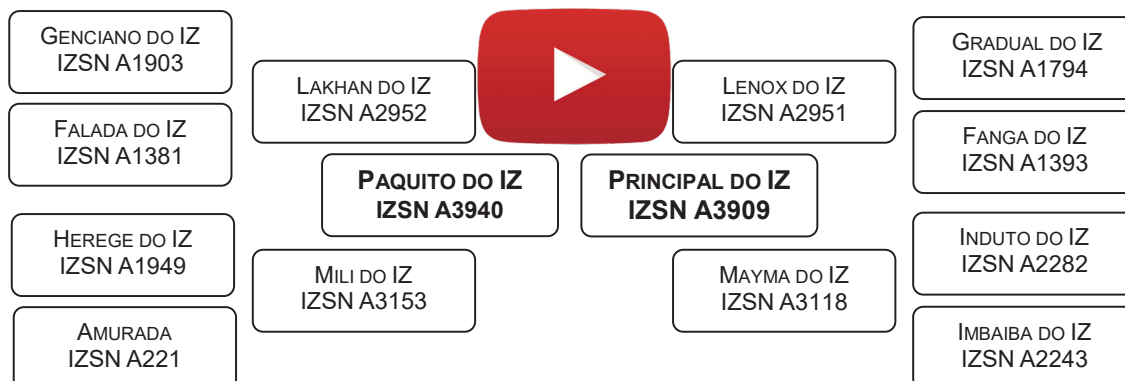 GENCIANO DO IZ
IZSN A1903
FALADA DO IZ
IZSN A1381
HEREGE DO IZ
IZSN A1949
AMURADA
IZSN A221
LAKHAN DO IZ
IZSN A2952
MILI DO IZ
IZSN A3153
PAQUITO DO IZ
IZSN A3940
PRINCIPAL DO IZ
IZSN A3909
LENOX DO IZ
IZSN A2951
MAYMA DO IZ
IZSN A3118
GRADUAL DO IZ
IZSN A1794
FANGA DO IZ
IZSN A1393
INDUTO DO IZ
IZSN A2282
IMBAIBA DO IZ
IZSN A2243